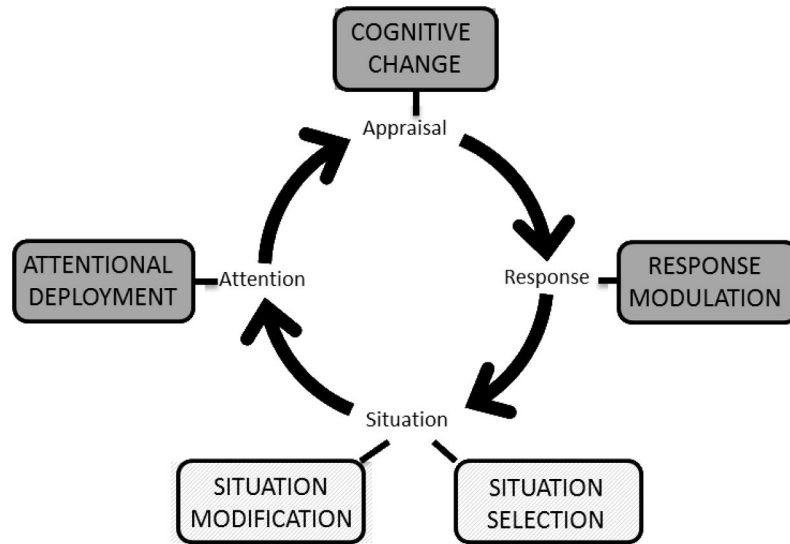 COGNITIVE
CHANGE
Appraisal
ATTENTIONAL
DEPLOYMENT
Attention
Response
RESPONSE
MODULATION
Situation
SITUATION
MODIFICATION
SITUATION
SELECTION